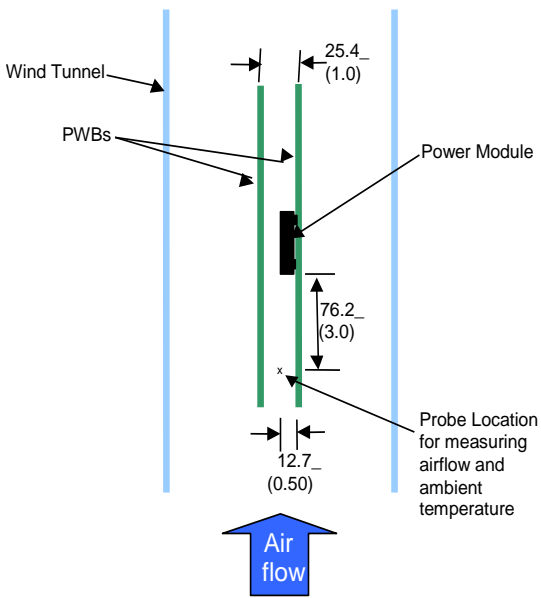 25.4_
(1.0)
Wind Tunnel
PWBs
Power Module
76.2_
(3.0)
x
Probe Location
for measuring
airflow and
ambient
temperature
12.7_
(0.50)
Air
flow